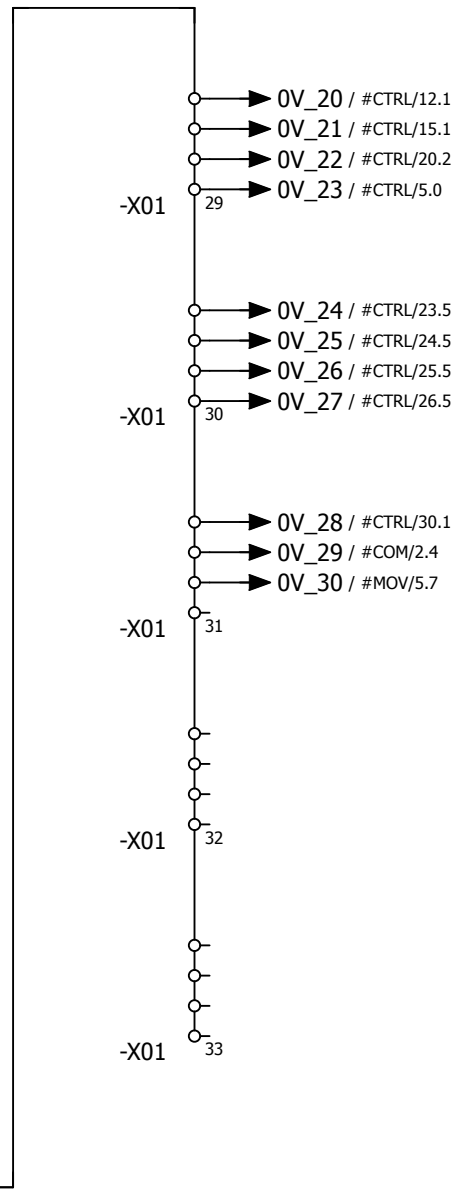 0V_20 / #CTRL/12.1
0V_21 / #CTRL/15.1
0V_22 / #CTRL/20.2
0V_23 / #CTRL/5.0
-X01 29
0V_24 / #CTRL/23.5
0V_25 / #CTRL/24.5
0V_26 / #CTRL/25.5
0V_27 / #CTRL/26.5
-X01 30
0V_28 / #CTRL/30.1
0V_29 / #COM/2.4
0V_30 / #MOV/5.7
-X01 31
-X01 32
-X01 33